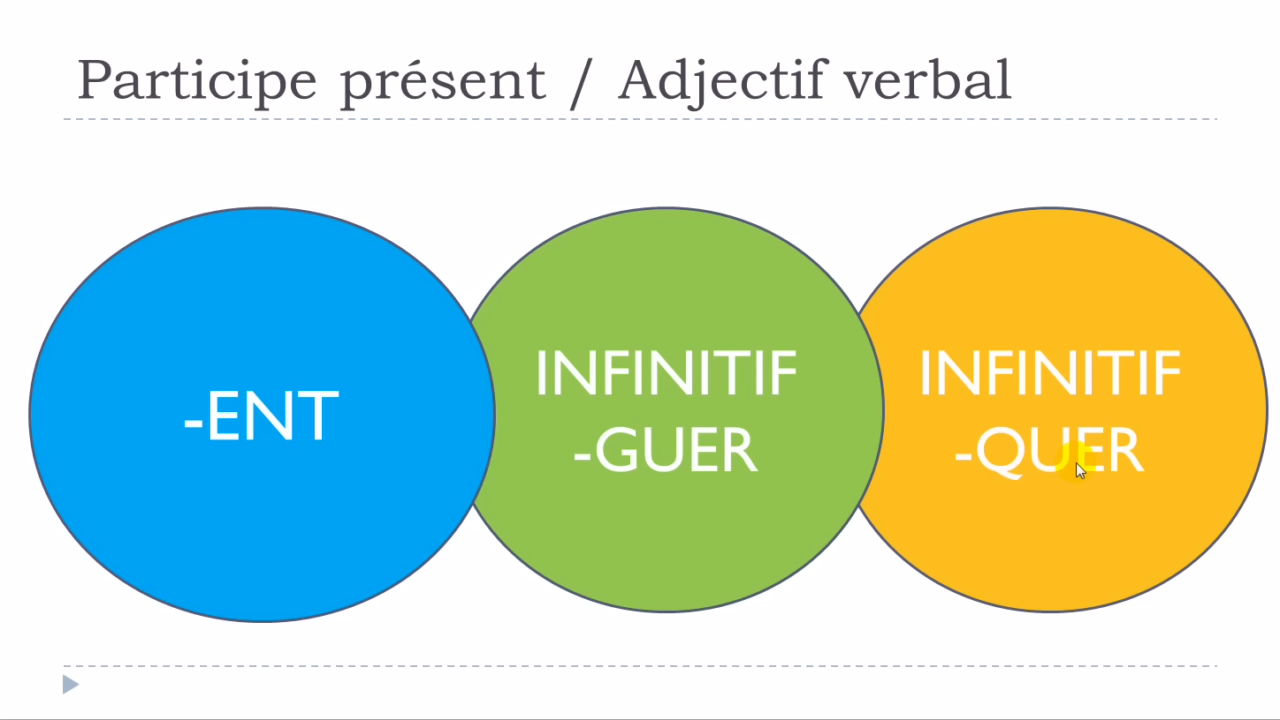 Participe présent / Adjectif verbal
-ENT
INFINITIF
-GUER
INFINITIF
-QUER